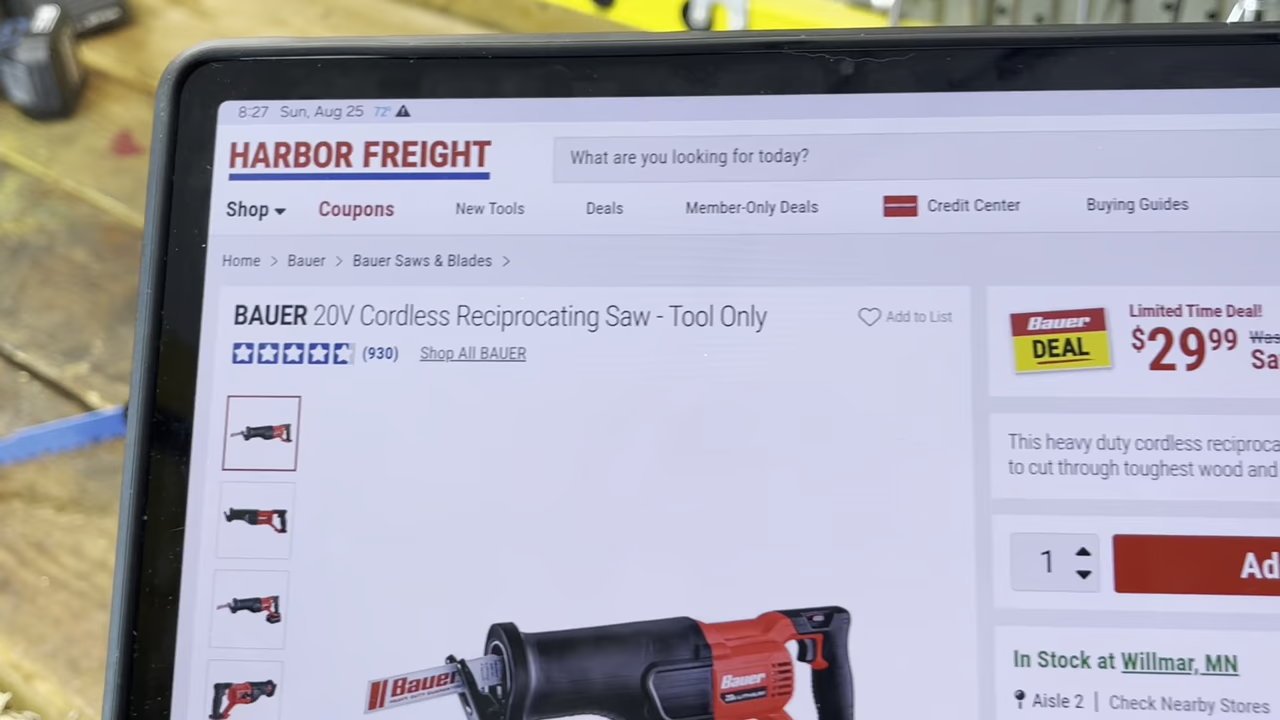 8:27 Sun, Aug 25 72°
HARBOR FREIGHT
What are you looking for today?
Shop
Coupons
New Tools
Deals
Member-Only Deals
Credit Center
Buying Guides
Home > Bauer > Bauer Saws & Blades >
BAUER 20V Cordless Reciprocating Saw - Tool Only
Add to List
(930)
Shop All BAUER
Bauer
DEAL
Limited Time Deal!
$2999
Was
Sa
This heavy duty cordless reciproca
to cut through toughest wood and
1
Ad
In Stock at Willmar, MN
Aisle 2 | Check Nearby Stores
Bauer
Bauer